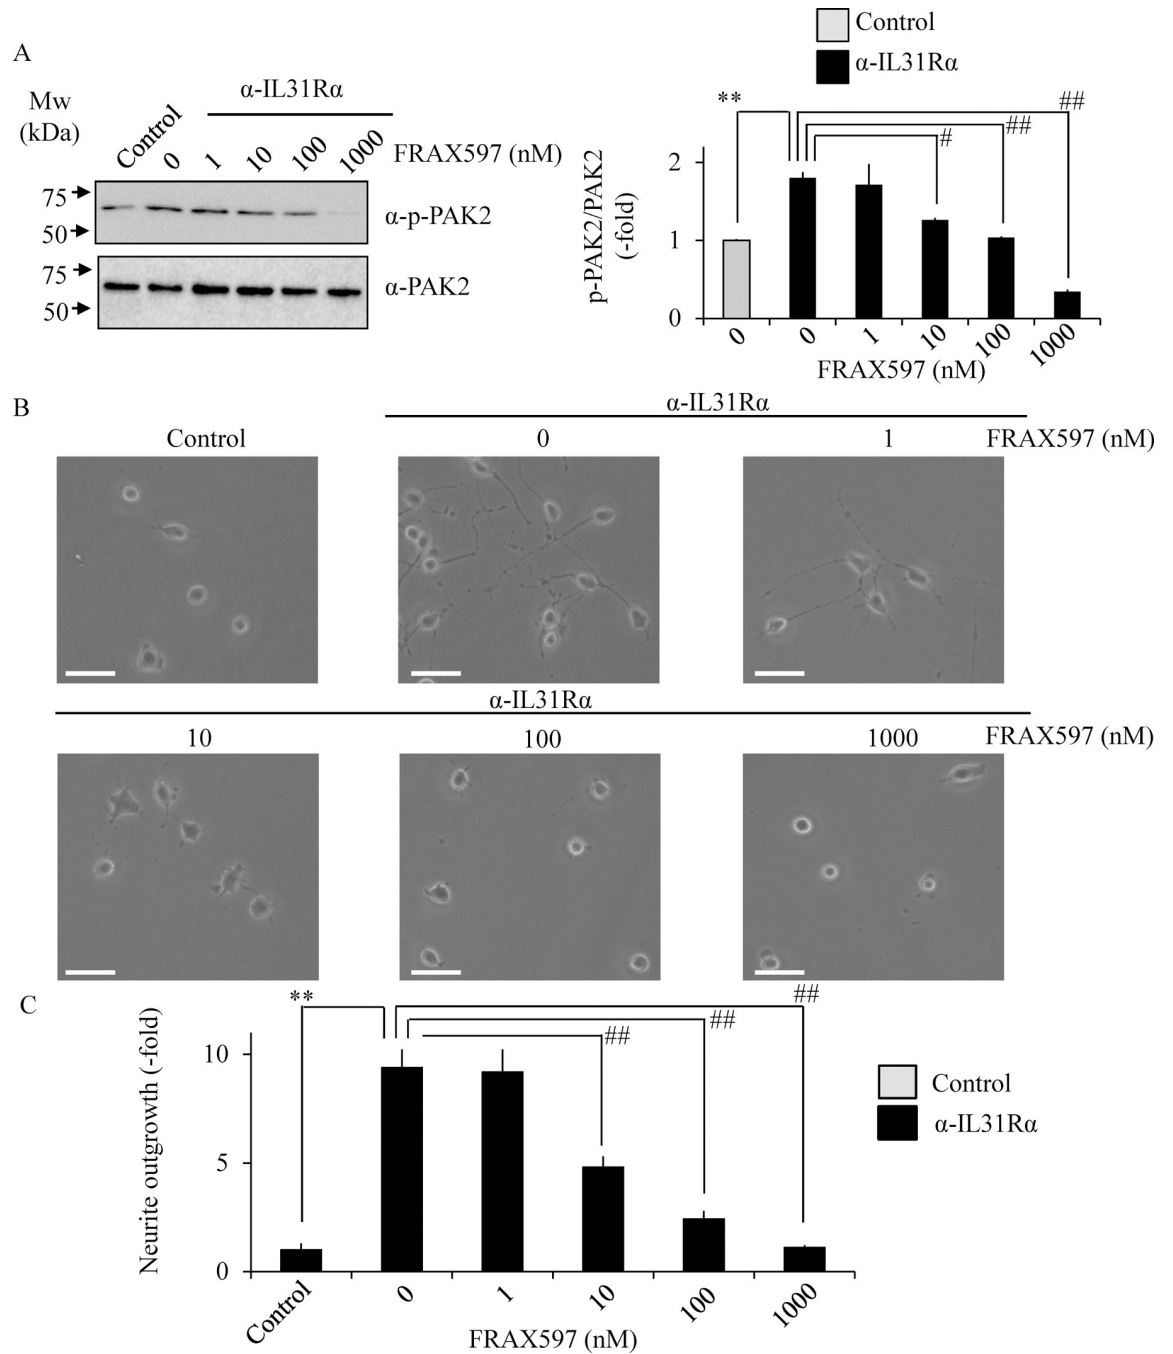 A
Mw
(kDa)
Control
α-IL31Rα
0
1
10
100
1000
FRAX597 (nM)
75
50
α-p-PAK2
75
50
α-PAK2
Control
α-IL31Rα
**
##
##
#
p-PAK2/PAK2
(-fold)
2
1
0
0
0
1
10
100
1000
FRAX597 (nM)
B
α-IL31Rα
Control
0
1
FRAX597 (nM)
α-IL31Rα
10
100
1000
FRAX597 (nM)
C
**
##
##
##
Neurite outgrowth (-fold)
10
5
0
Control
α-IL31Rα
Control
0
1
10
100
1000
FRAX597 (nM)